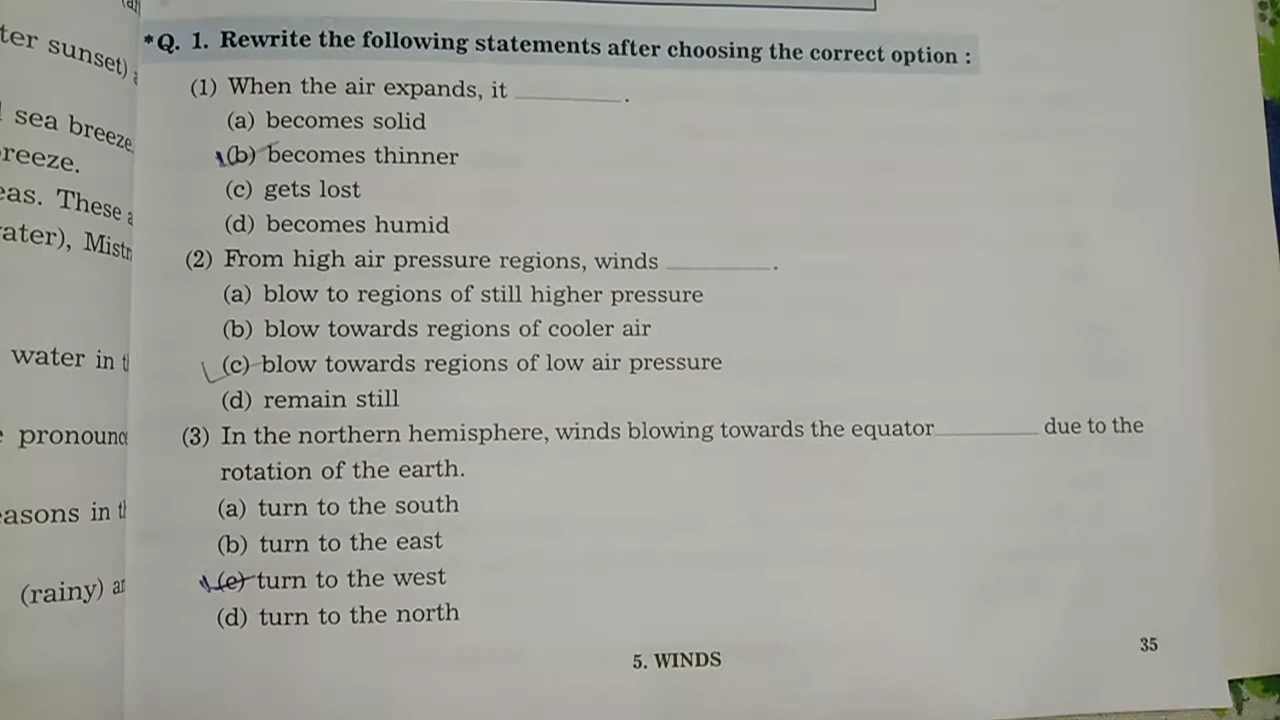 ter sunset)
sea breeze
reeze.
eas. These a
ater), Mistr
water in t
pronounc
easons in t
(rainy) ar
*Q. 1. Rewrite the following statements after choosing the correct option :
(1) When the air expands, it ________ .
(a) becomes solid
(b) becomes thinner
(c) gets lost
(d) becomes humid
(2) From high air pressure regions, winds ________ .
(a) blow to regions of still higher pressure
(b) blow towards regions of cooler air
(c) blow towards regions of low air pressure
(d) remain still
(3) In the northern hemisphere, winds blowing towards the equator ________ due to the
rotation of the earth.
(a) turn to the south
(b) turn to the east
(c) turn to the west
(d) turn to the north
5. WINDS
35